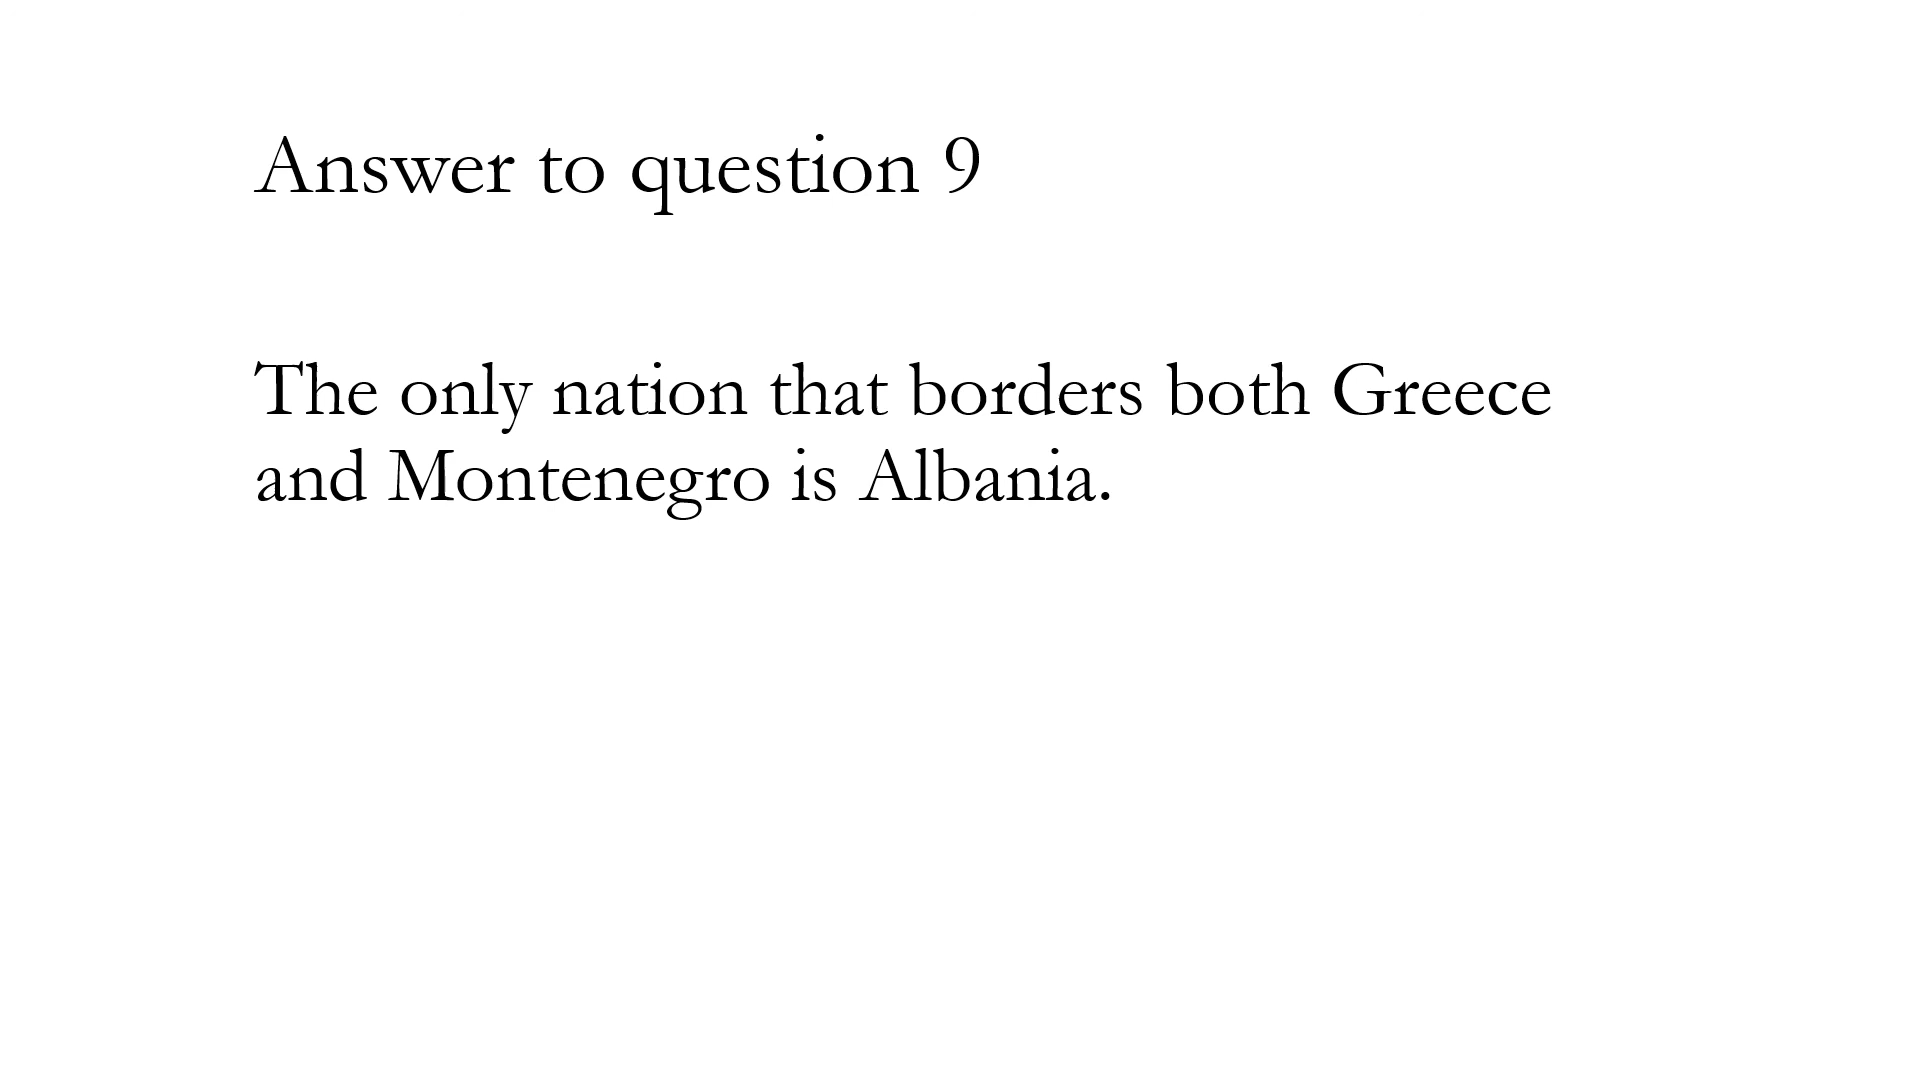 Answer to question 9
The only nation that borders both Greece
and Montenegro is Albania.